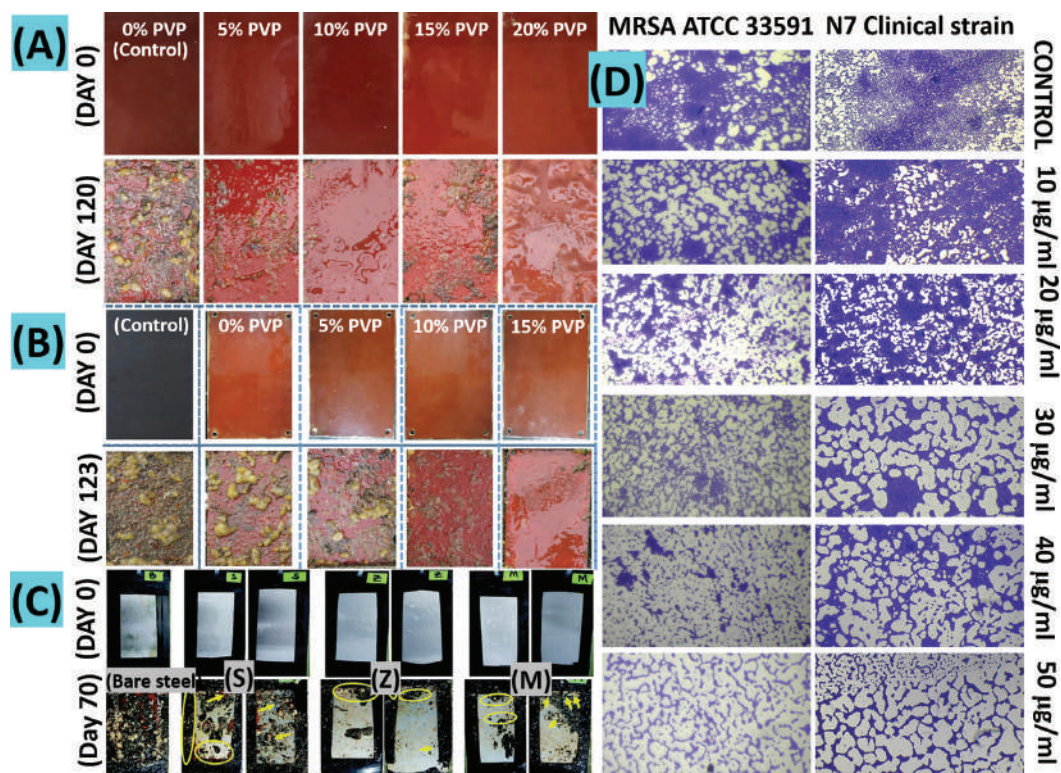 (A)
0% PVP
(Control)
5% PVP
10% PVP
15% PVP
20% PVP
(DAY 0)
(DAY 120)
(B)
(Control)
0% PVP
5% PVP
10% PVP
15% PVP
(DAY 0)
(DAY 123)
(C)
B
S
S
Z
Z
M
M
(DAY 0)
(Bare steel)
(S)
(Z)
(M)
(Day 70)
(D)
MRSA ATCC 33591
N7 Clinical strain
CONTROL
10 µg/ml
20 µg/ml
30 µg/ml
40 µg/ml
50 µg/ml